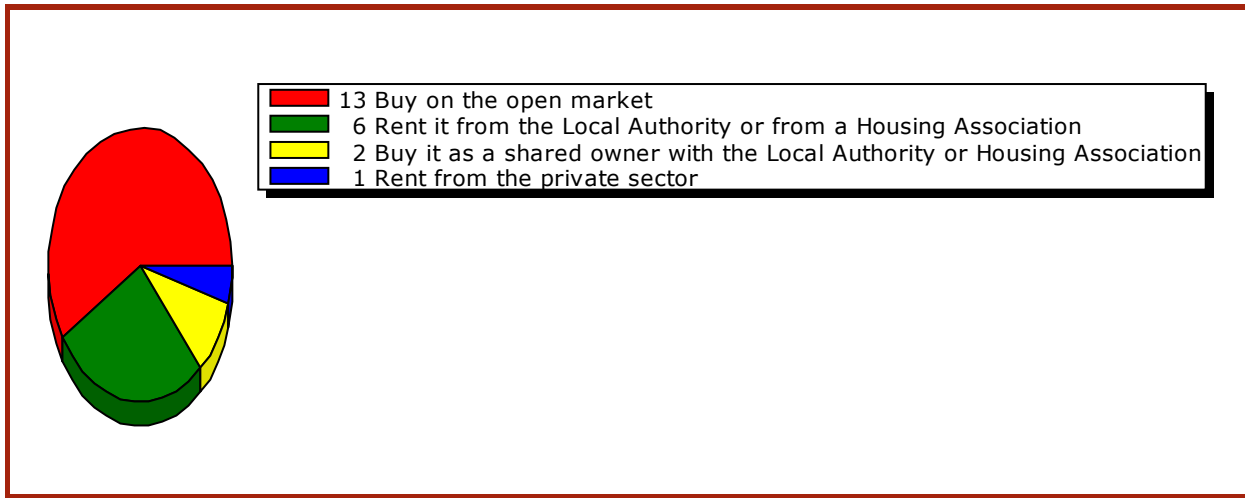 13 Buy on the open market
6 Rent it from the Local Authority or from a Housing Association
2 Buy it as a shared owner with the Local Authority or Housing Association
1 Rent from the private sector